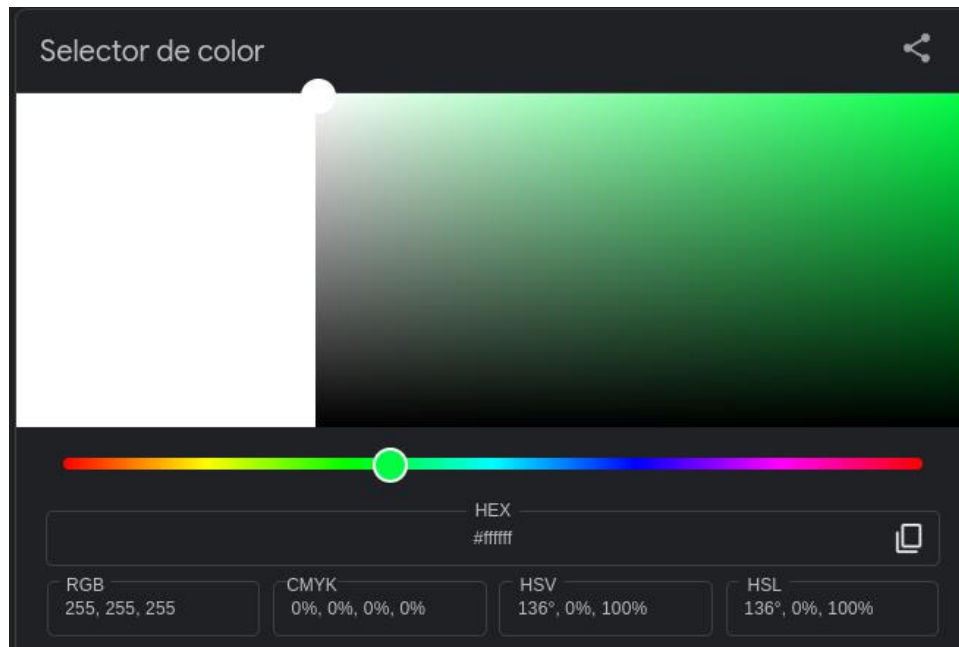 Selector de color
HEX
#ffffff
RGB
255, 255, 255
CMYK
0%, 0%, 0%, 0%
HSV
136°, 0%, 100%
HSL
136°, 0%, 100%